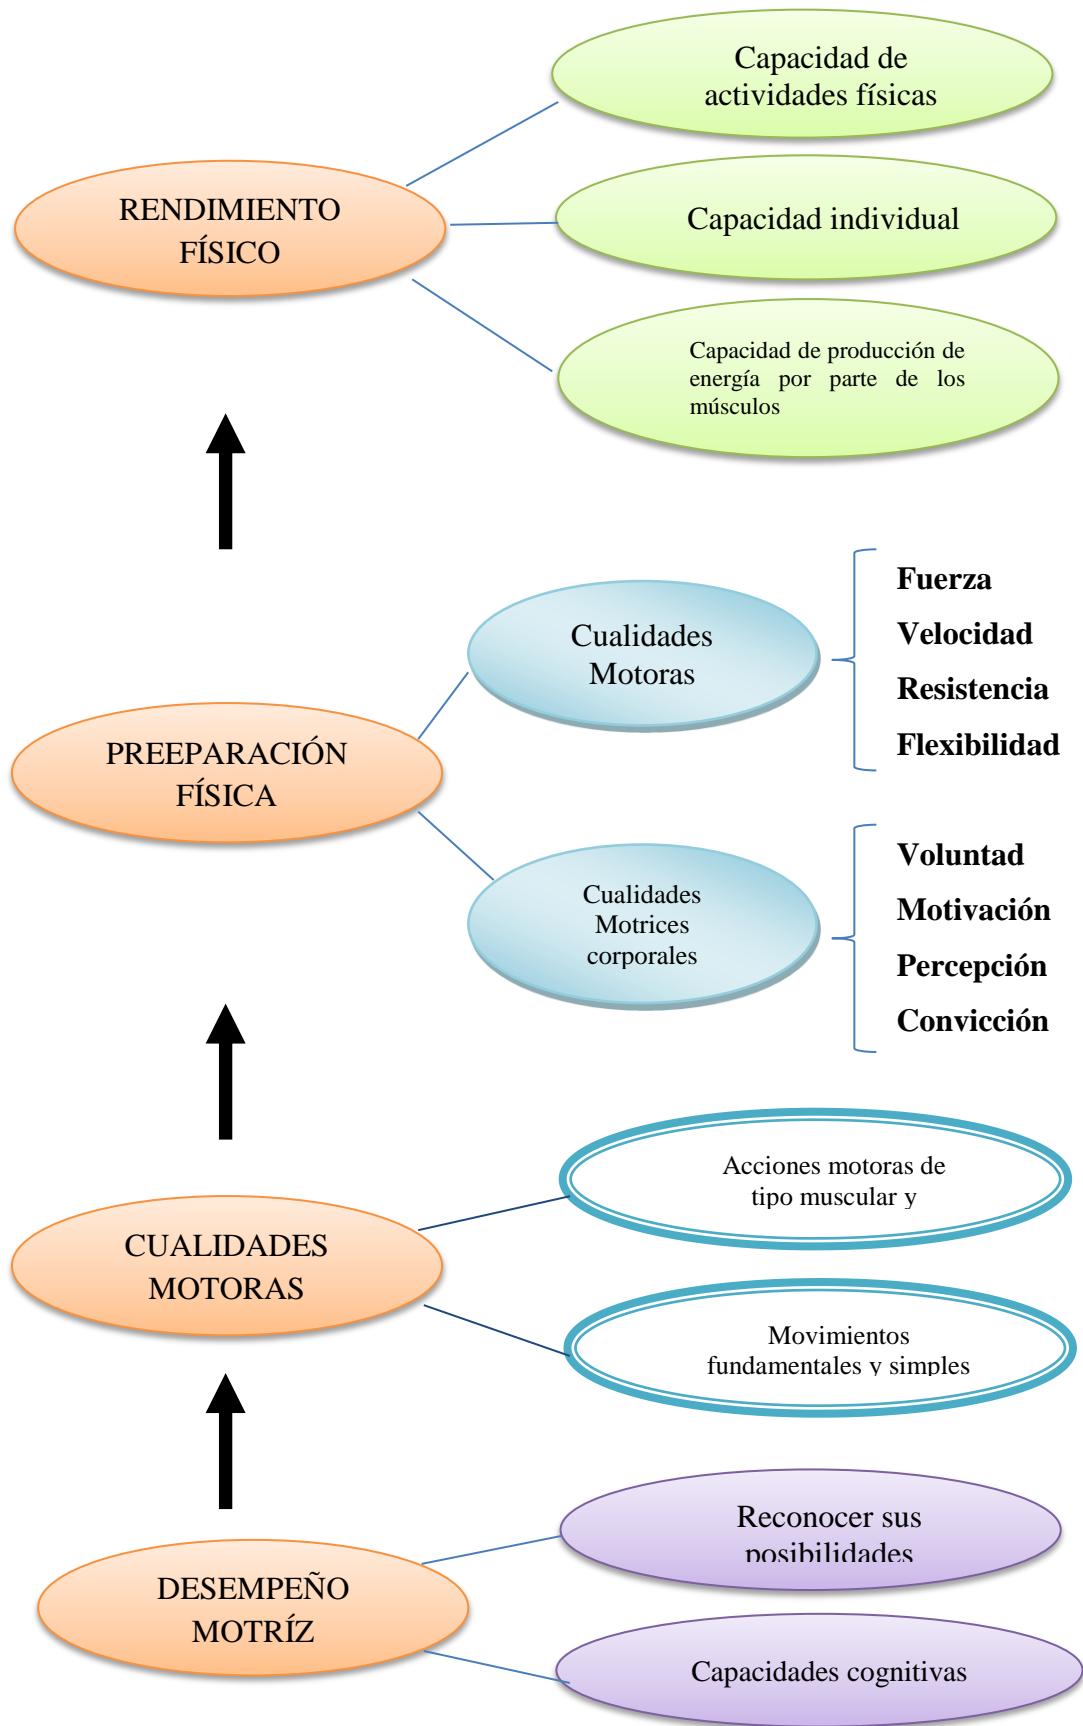 Capacidad de
actividades físicas
RENDIMIENTO
FÍSICO
Capacidad individual
Capacidad de producción de
energía por parte de los
músculos
Cualidades
Motoras
Fuerza
Velocidad
Resistencia
Flexibilidad
PREEPARACIÓN
FÍSICA
Cualidades
Motrices
corporales
Voluntad
Motivación
Percepción
Convicción
Acciones motoras de
tipo muscular y
CUALIDADES
MOTORAS
Movimientos
fundamentales y simples
Reconocer sus
posibilidades
DESEMPEÑO
MOTRÍZ
Capacidades cognitivas